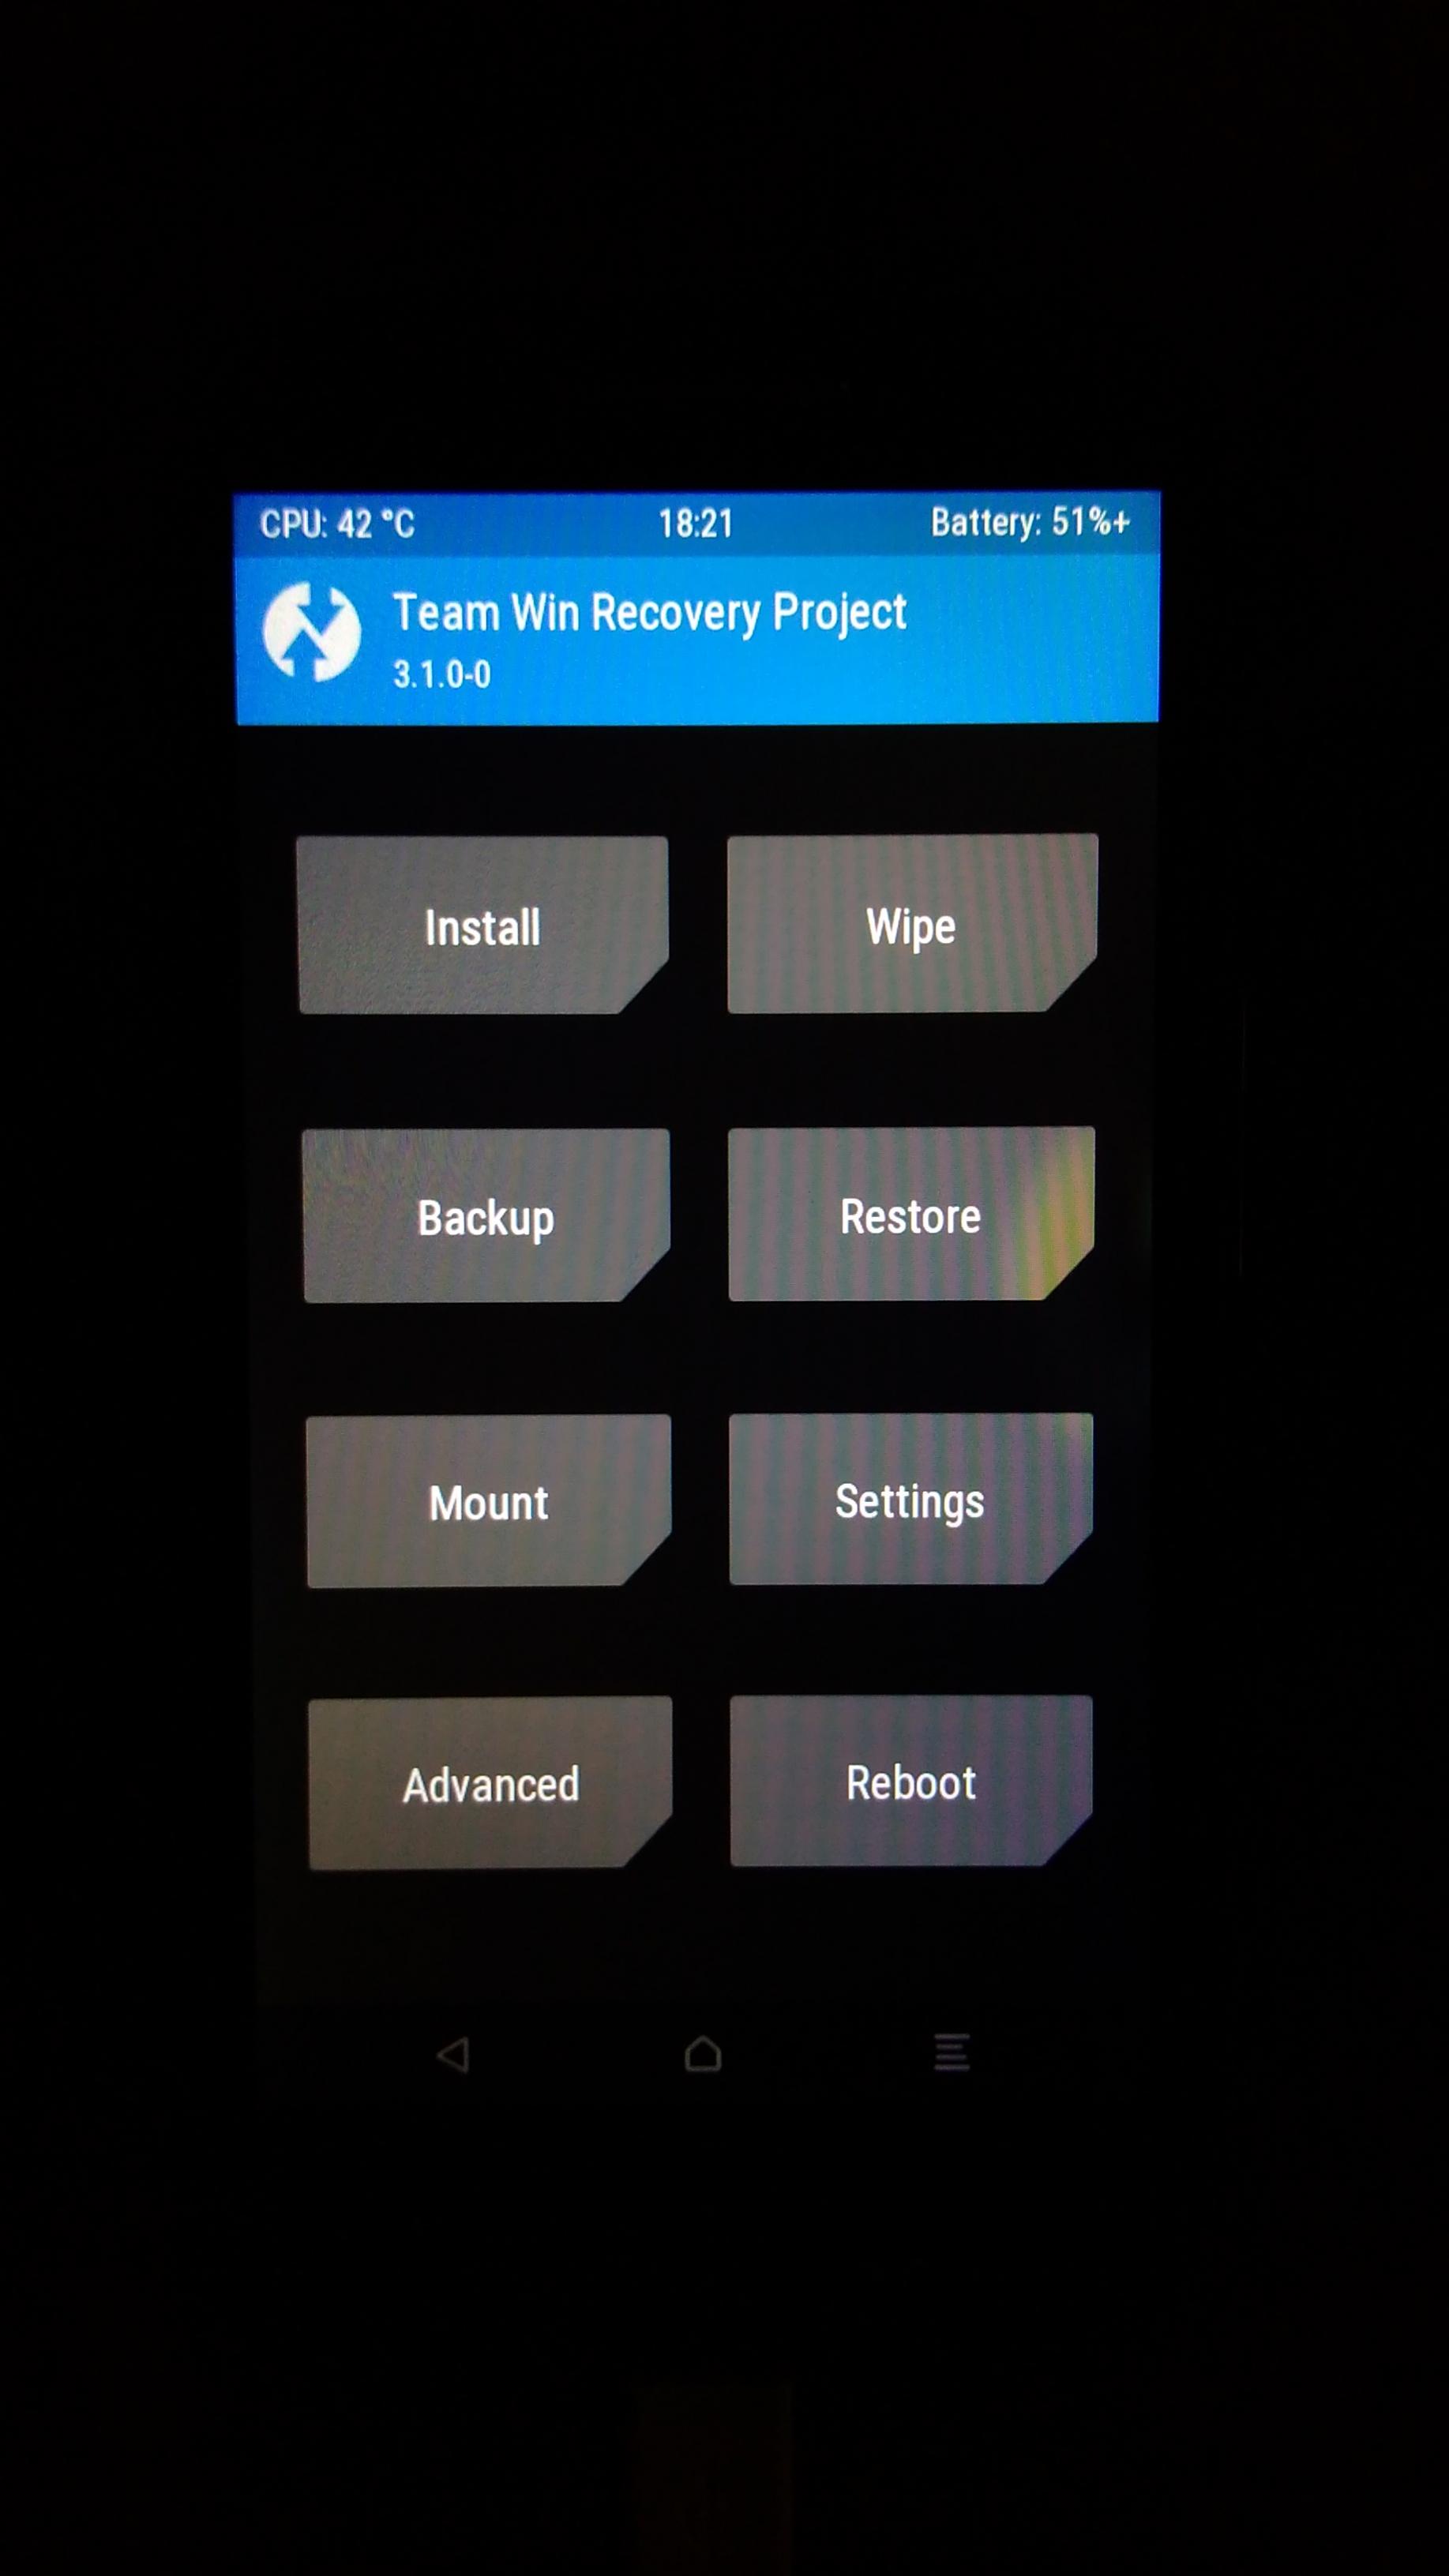 CPU: 42 °C 18:21 Battery: 51%+
Team Win Recovery Project
3.1.0-0
Install Wipe
Backup Restore
Mount Settings
Advanced Reboot